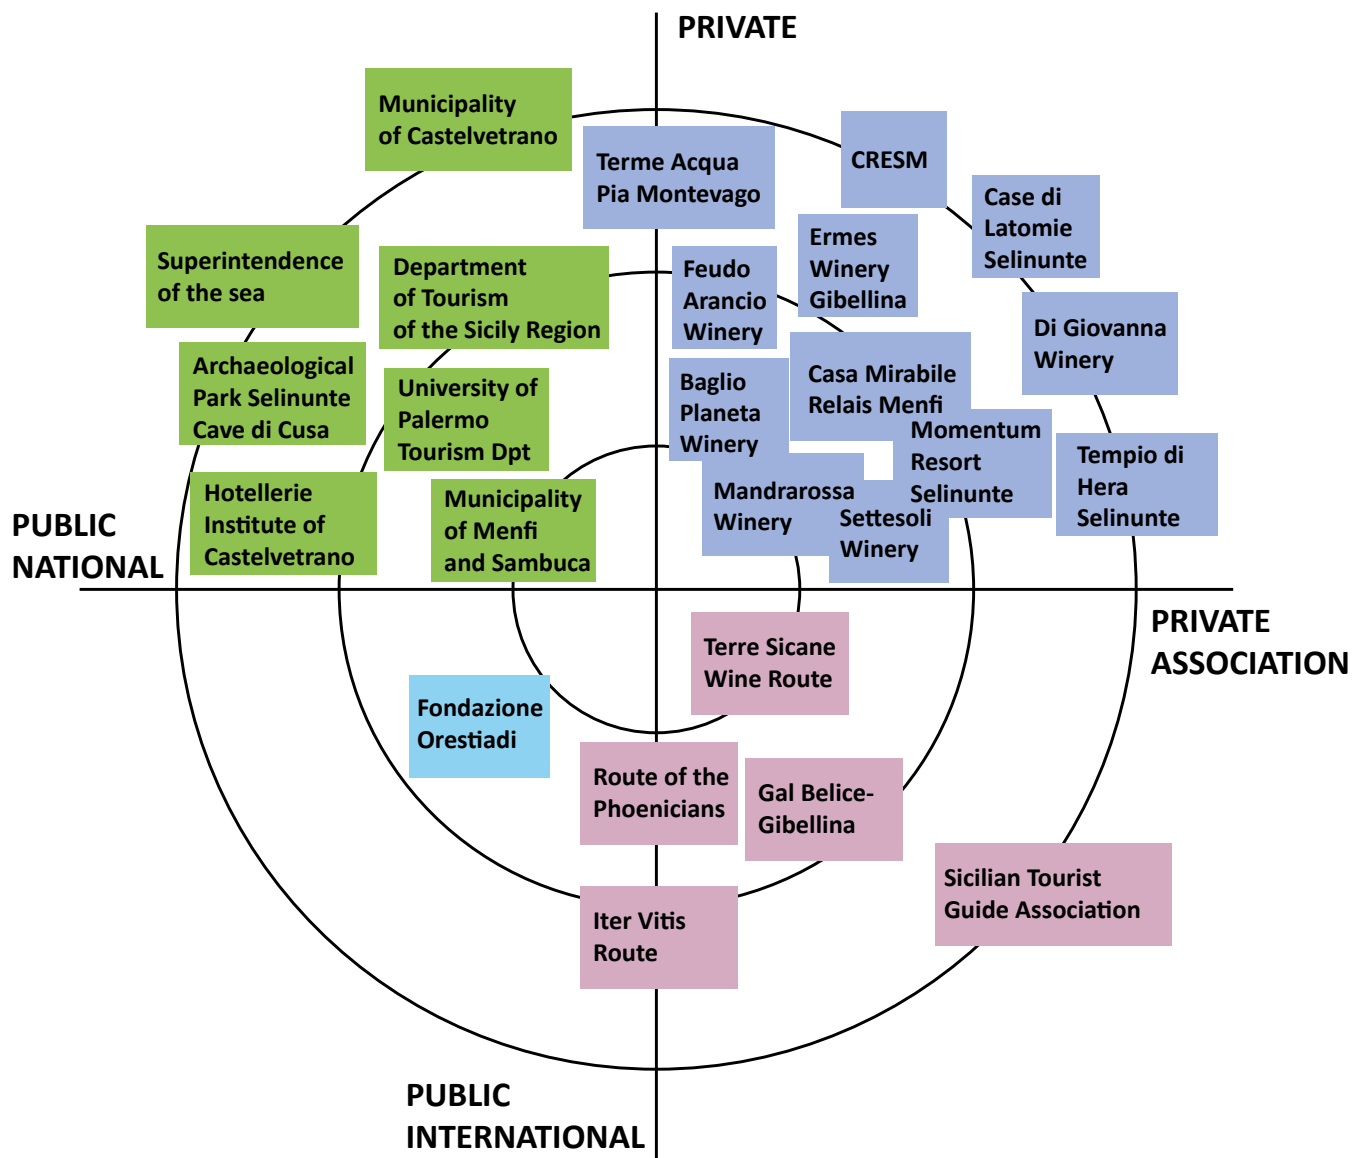 PRIVATE
Municipality
of Castelvetrano
Terme Acqua
Pia Montevago
CRESM
Case di
Latomie
Selinunte
Superintendence
of the sea
Department
of Tourism
of the Sicily Region
Feudo
Arancio
Winery
Ermes
Winery
Gibellina
Di Giovanna
Winery
Archaeological
Park Selinunte
Cave di Cusa
University of
Palermo
Tourism Dpt
Baglio
Planeta
Winery
Casa Mirabile
Relais Menfi
Momentum
Resort
Selinunte
Tempio di
Hera
Selinunte
Hotellerie
Institute of
Castelvetrano
Municipality
of Menfi
and Sambuca
Mandrarossa
Winery
Settesoli
Winery
PUBLIC
NATIONAL
PRIVATE
ASSOCIATION
Terre Sicane
Wine Route
Fondazione
Orestiadi
Route of the
Phoenicians
Gal Belice-
Gibellina
Sicilian Tourist
Guide Association
Iter Vitis
Route
PUBLIC
INTERNATIONAL